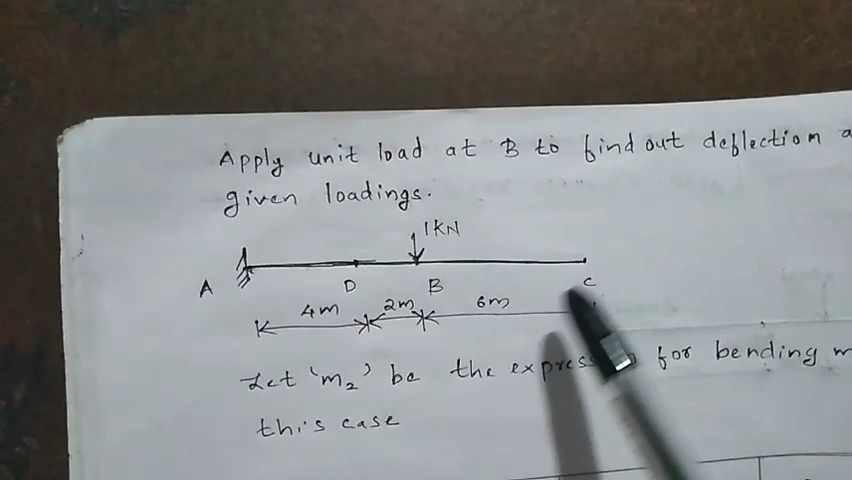 Apply unit load at B to find out deflection a
given loadings.
1KN
A D B C
4m 2m 6m
Let 'm₂' be the for bending m
this case